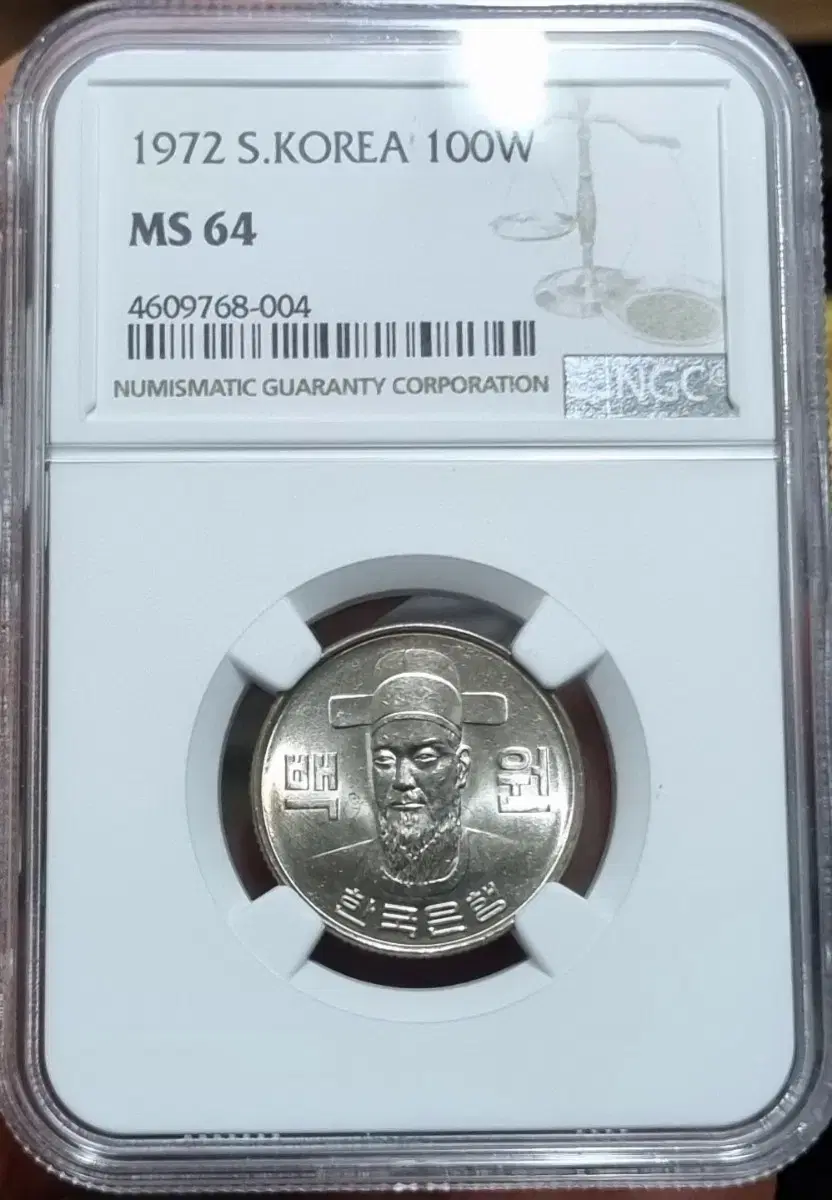 1972 S.KOREA 100W
MS 64
4609768-004
NUMISMATIC GUARANTY CORPORATION
NGC
백 원
한국은행